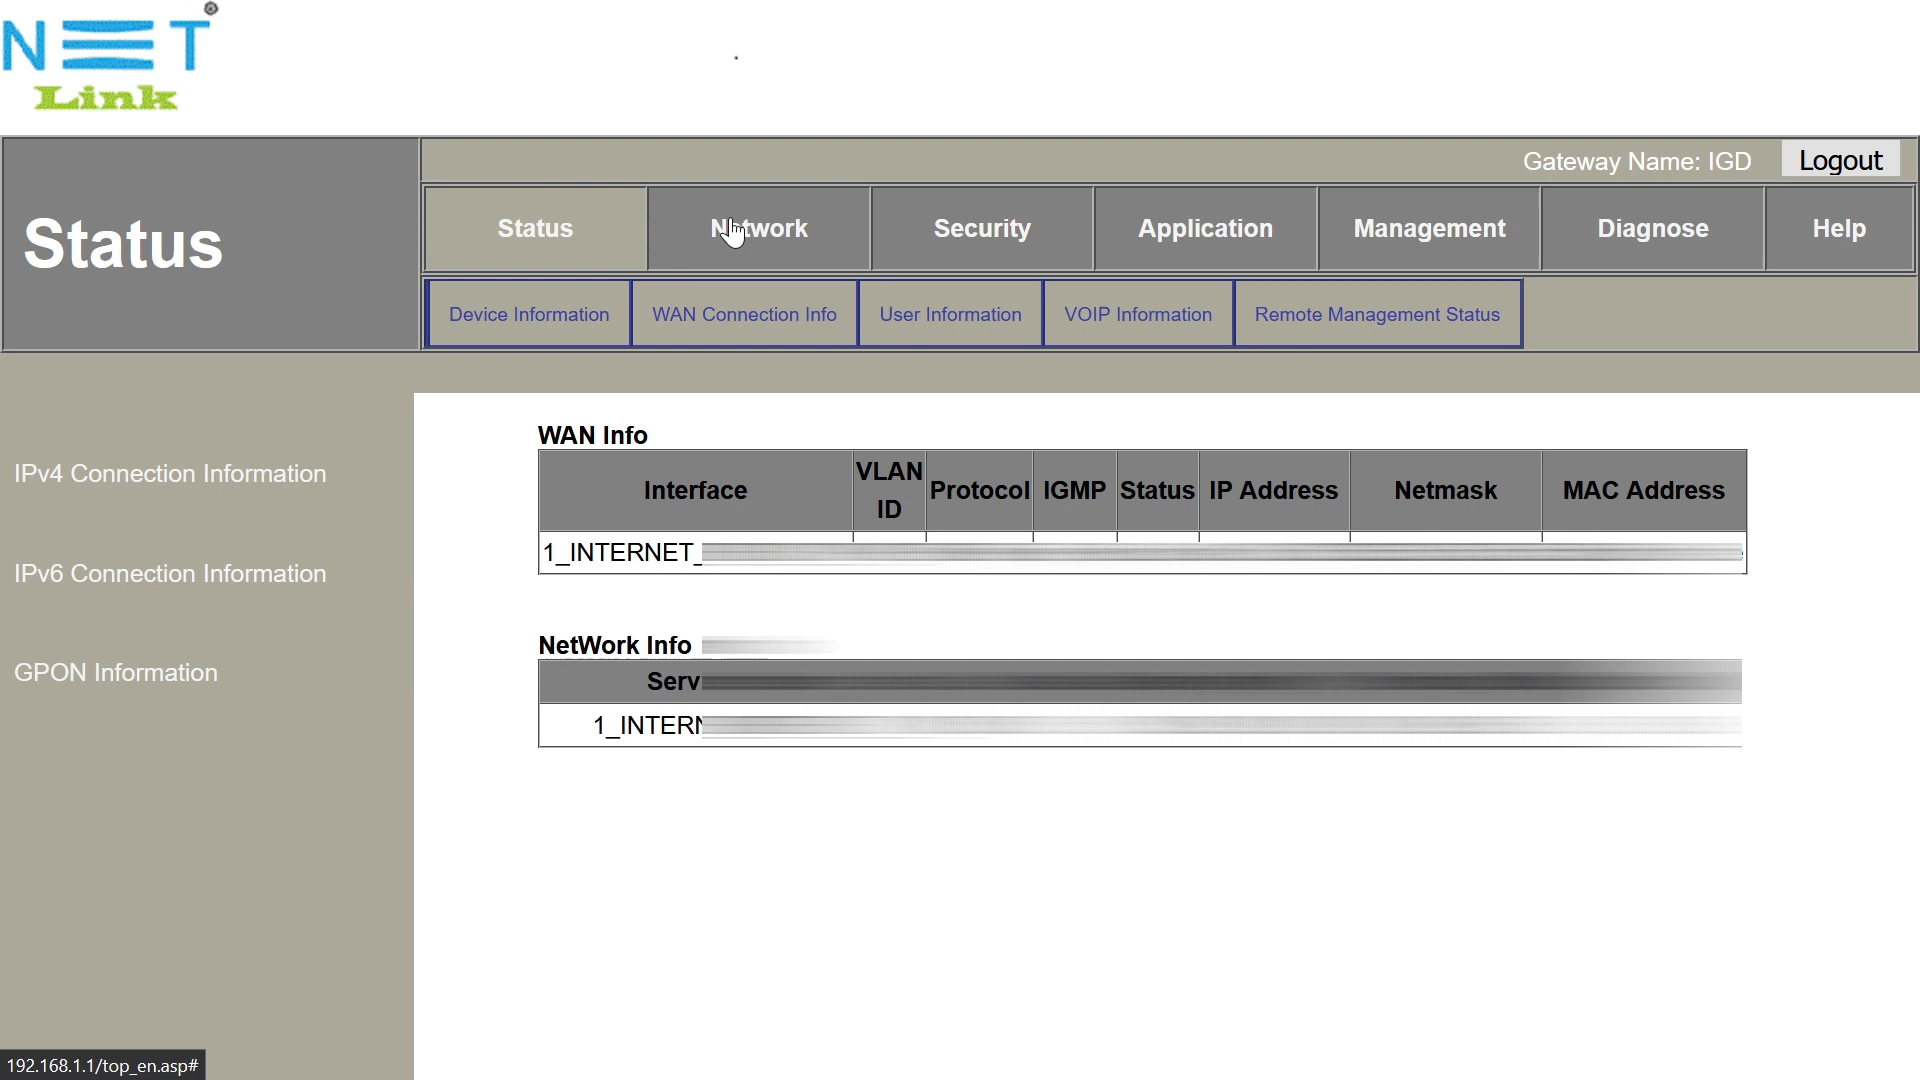 NET
Link
Gateway Name: IGD Logout
Status
Status Network Security Application Management Diagnose Help
Device Information WAN Connection Info User Information VOIP Information Remote Management Status
IPv4 Connection Information
IPv6 Connection Information
GPON Information
WAN Info
Interface VLAN ID Protocol IGMP Status IP Address Netmask MAC Address
1_INTERNET_
NetWork Info
Serv
1_INTERN
192.168.1.1/top_en.asp#